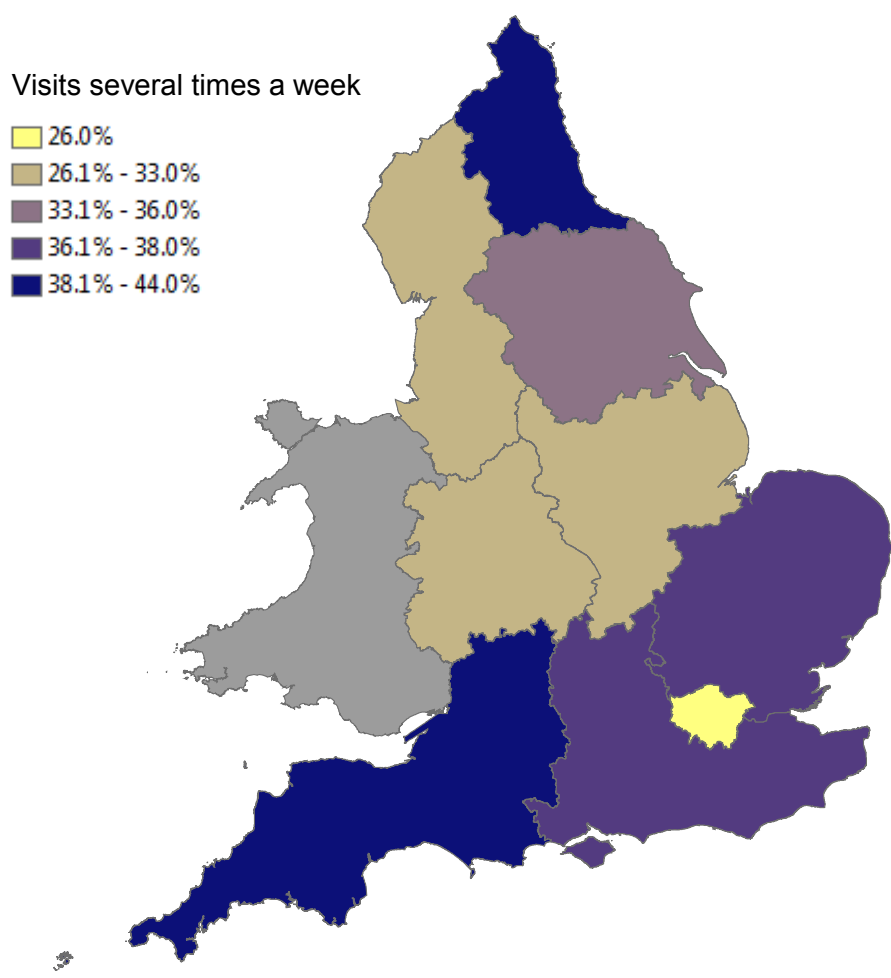 Visits several times a week
26.0%
26.1% - 33.0%
33.1% - 36.0%
36.1% - 38.0%
38.1% - 44.0%